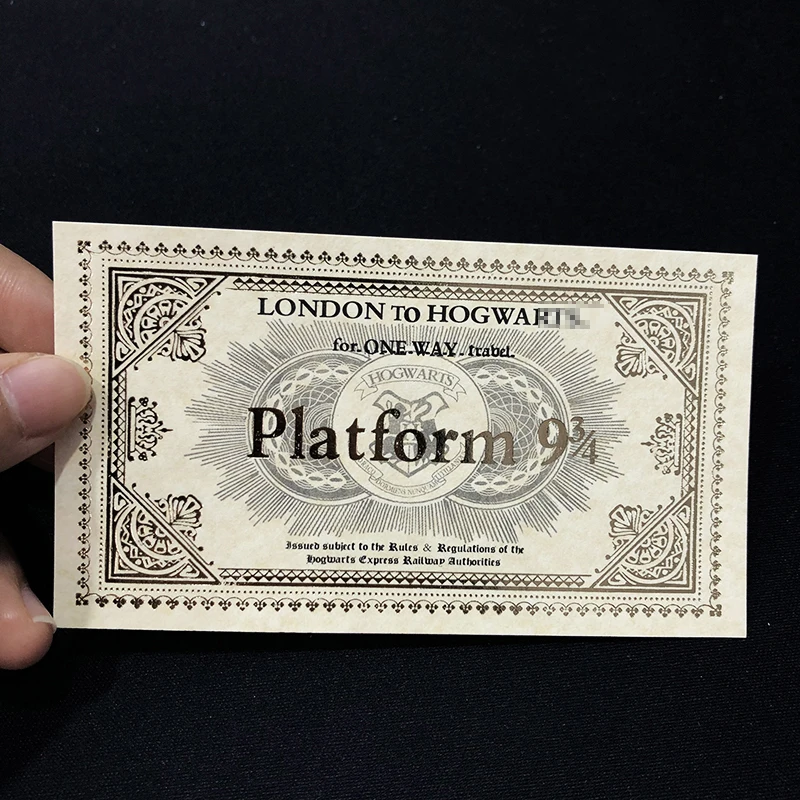 LONDON TO HOGWARTS
for ONE WAY travel
HOGWARTS
Platform 9¾
Issued subject to the Rules & Regulations of the
Hogwarts Express Railway Authorities